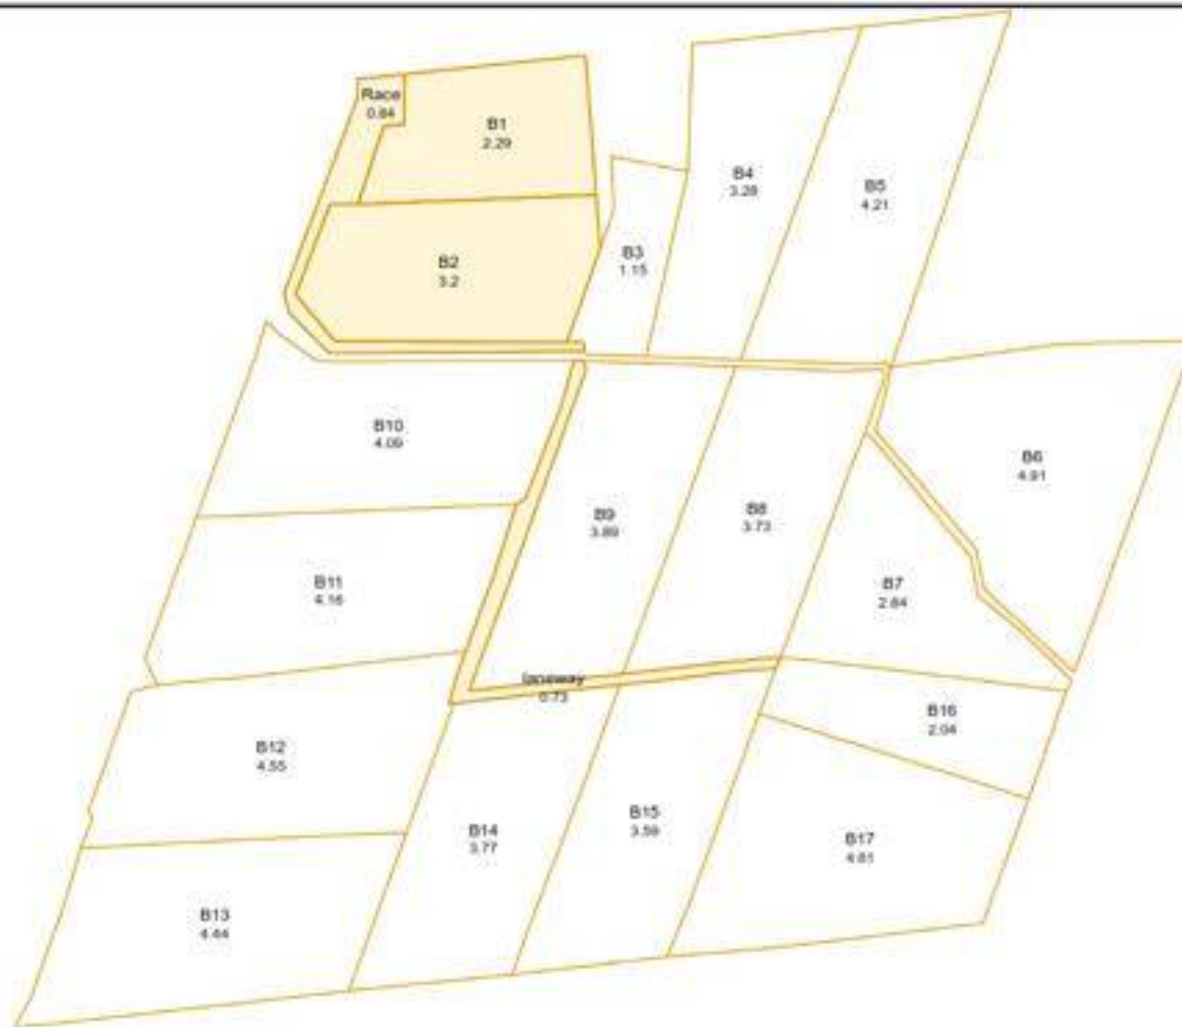 Race
0.84
B1
2.29
B2
3.2
B3
1.15
B4
3.28
B5
4.21
B6
4.91
B7
2.84
B8
3.73
B9
3.89
B10
4.09
B11
4.16
laneway
0.73
B12
4.55
B13
4.44
B14
3.77
B15
3.59
B16
2.04
B17
4.81